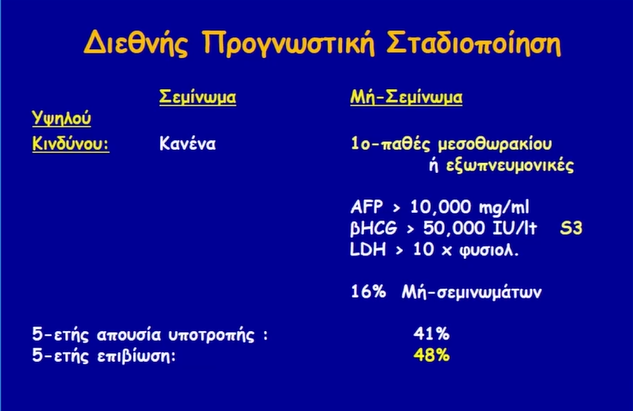 Διεθνής Προγνωστική Σταδιοποίηση
Σεμίνωμα Μή-Σεμίνωμα
Υψηλού
Κινδύνου: Κανένα 1ο-παθές μεσοθωρακίου
ή εξωπνευμονικές
AFP > 10,000 mg/ml
βHCG > 50,000 IU/lt S3
LDH > 10 x φυσιολ.
16% Μή-σεμινωμάτων
5-ετής απουσία υποτροπής : 41%
5-ετής επιβίωση: 48%